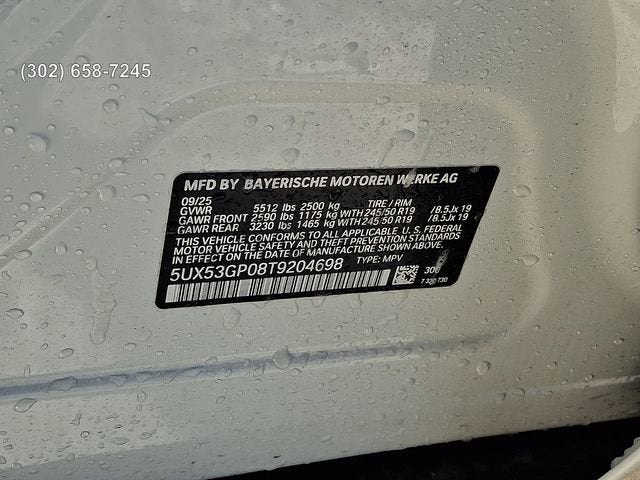 (302) 658-7245
MFD BY BAYERISCHE MOTOREN WERKE AG
09/25
GVWR 5512 lbs 2500 kg TIRE / RIM
GAWR FRONT 2590 lbs 1175 kg WITH 245/50 R19 /8.5Jx 19
GAWR REAR 3230 lbs 1465 kg WITH 245/50 R19 /8.5Jx 19
THIS VEHICLE CONFORMS TO ALL APPLICABLE U.S. FEDERAL
MOTOR VEHICLE SAFETY AND THEFT PREVENTION STANDARDS
IN EFFECT ON THE DATE OF MANUFACTURE SHOWN ABOVE.
5UX53GP08T9204698 TYPE: MPV
300